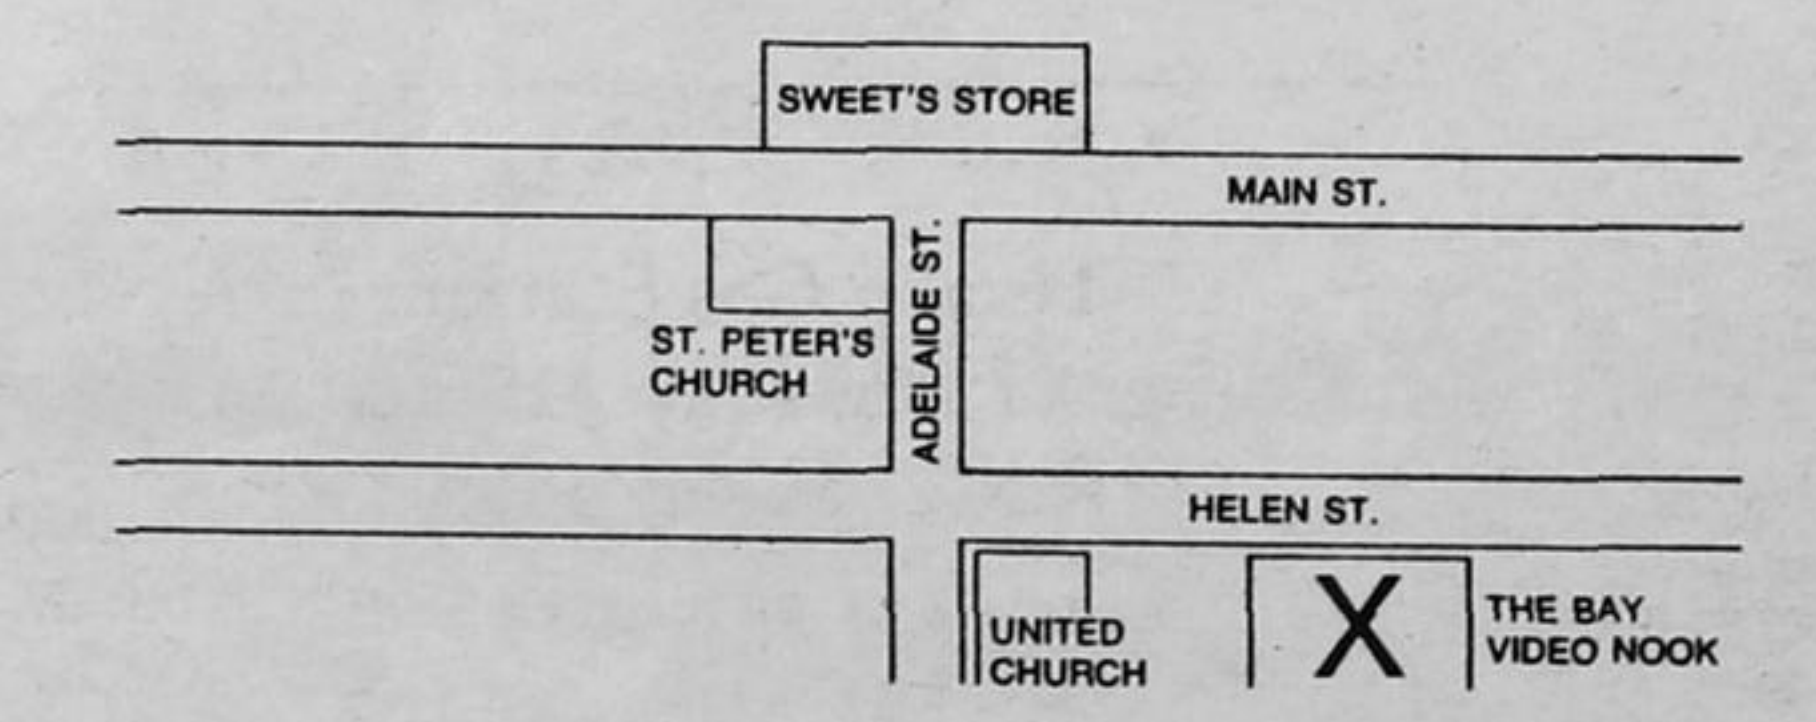 SWEET'S STORE
MAIN ST.
ADELAIDE ST.
ST. PETER'S
CHURCH
HELEN ST.
UNITED
CHURCH
X
THE BAY
VIDEO NOOK